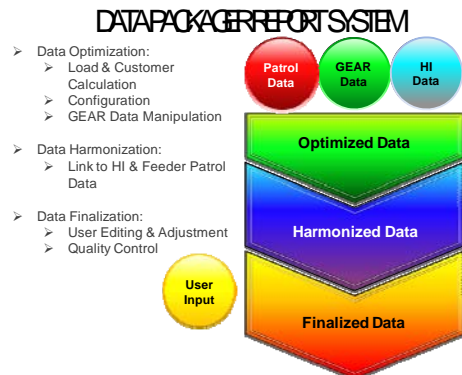 DATA PACKAGER REPORT SYSTEM
➢ Data Optimization:
➢ Load & Customer
Calculation
➢ Configuration
➢ GEAR Data Manipulation
➢ Data Harmonization:
➢ Link to HI & Feeder Patrol
Data
➢ Data Finalization:
➢ User Editing & Adjustment
➢ Quality Control
Patrol
Data
GEAR
Data
HI
Data
Optimized Data
Harmonized Data
User
Input
Finalized Data